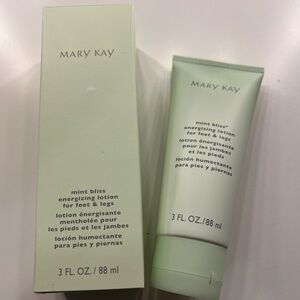 MARY KAY
mint bliss
energizing lotion
for feet & legs
lotion énergisante
mentholée pour
les pieds et les jambes
loción humectante
para pies y piernas
3 FL. OZ./88 ml
MARY KAY
mint bliss™
energizing lotion
for feet & legs
lotion énergisante
pour les jambes
et les pieds
loción humectante
para pies y piernas
3 FL. OZ./88 ml